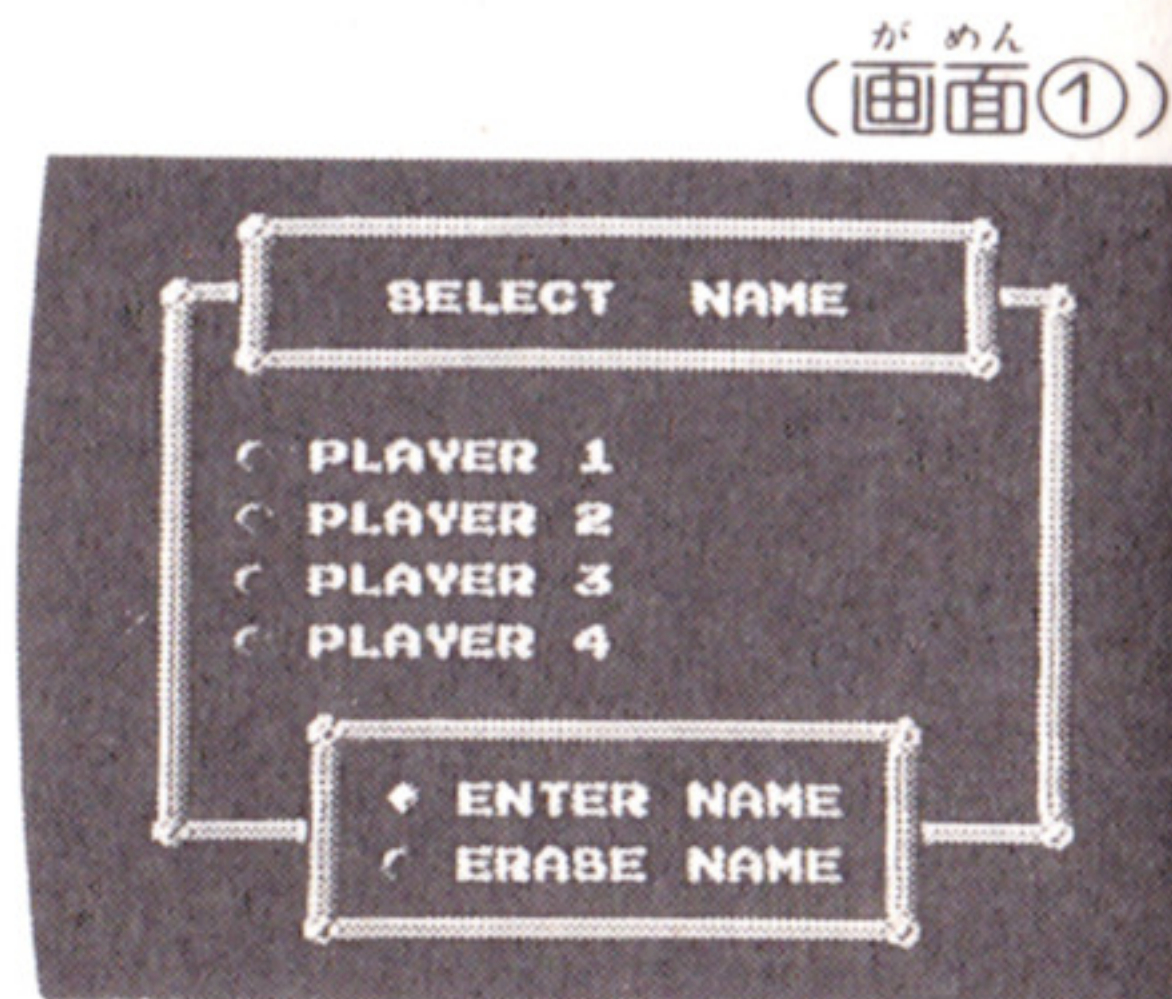 がめん
(画面①)
SELECT NAME
PLAYER 1
PLAYER 2
PLAYER 3
PLAYER 4
ENTER NAME
ERASE NAME